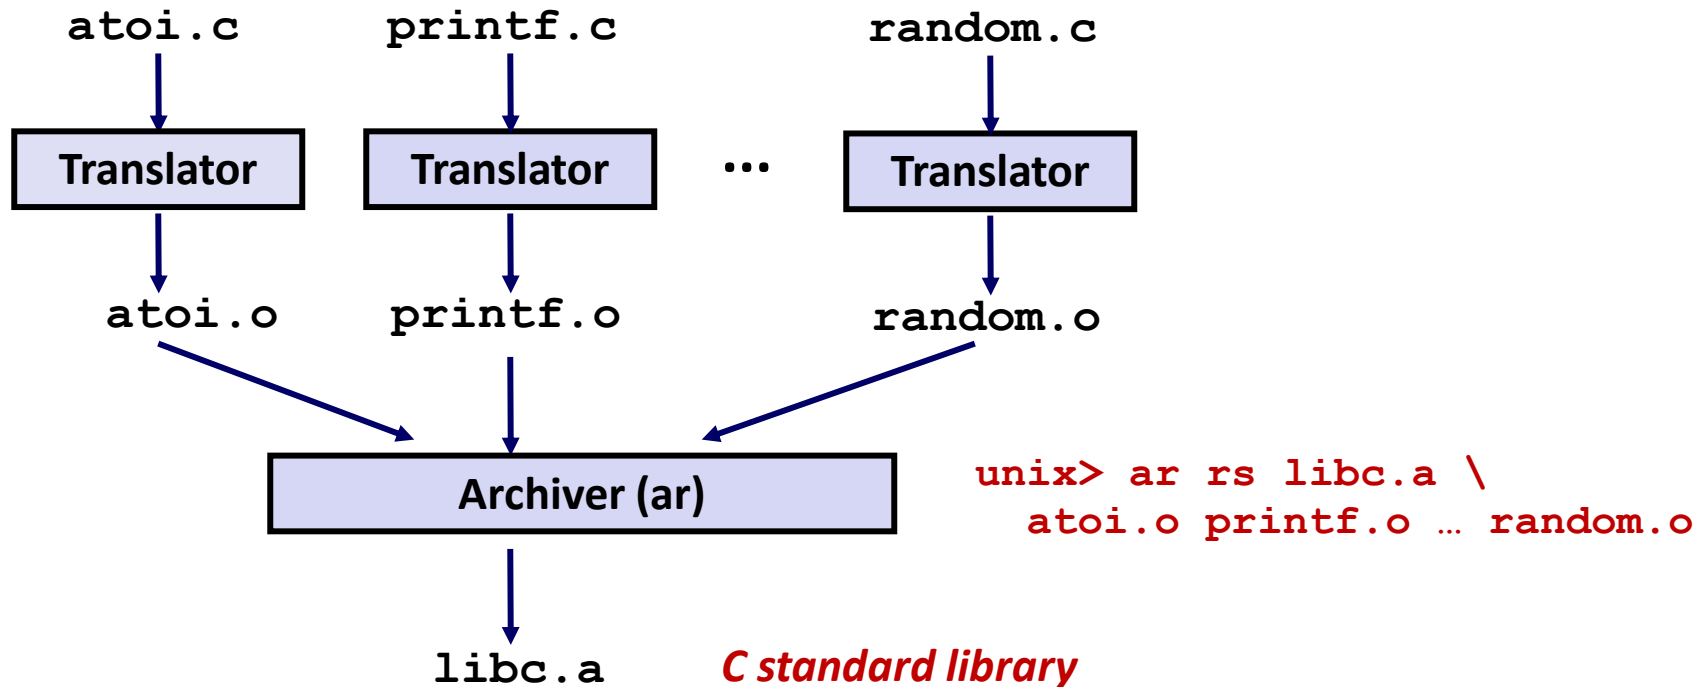 atoi.c printf.c random.c
Translator Translator ... Translator
atoi.o printf.o random.o
Archiver (ar)
unix> ar rs libc.a \
atoi.o printf.o … random.o
libc.a C standard library